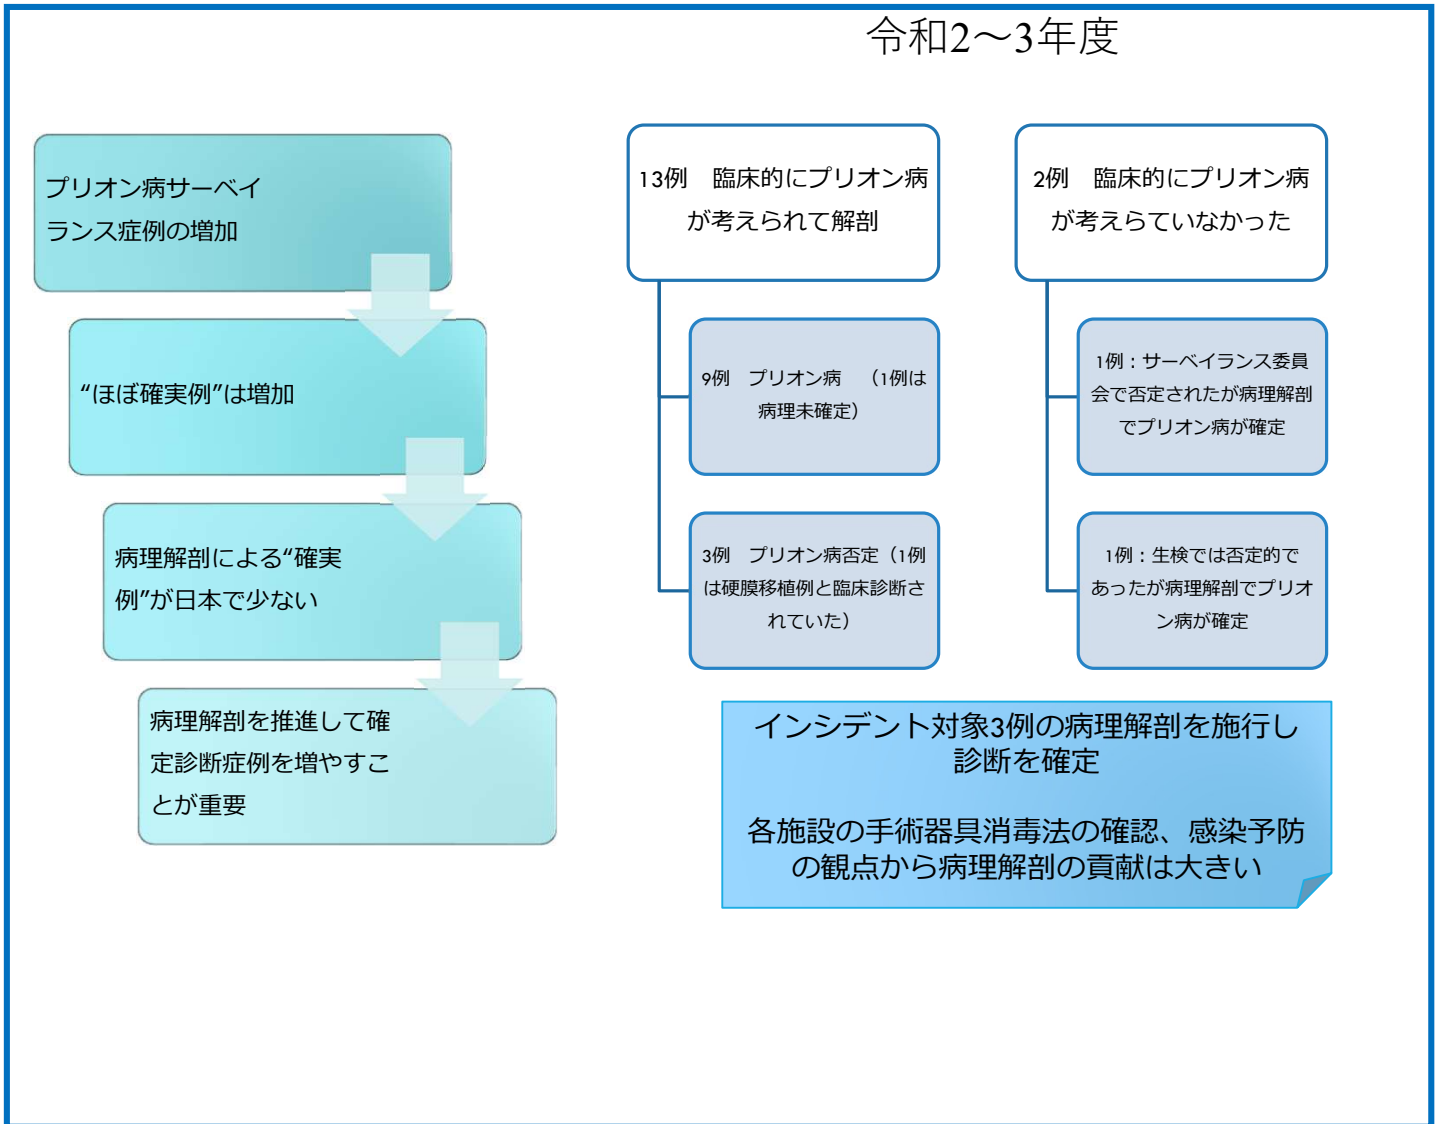 令和2～3年度
プリオン病サーベイ
ランス症例の増加
“ほぼ確実例”は増加
病理解剖による“確実
例”が日本で少ない
病理解剖を推進して確
定診断症例を増やすこ
とが重要
13例　臨床的にプリオン病
が考えられて解剖
9例　プリオン病　（1例は
病理未確定）
3例　プリオン病否定（1例
は硬膜移植例と臨床診断さ
れていた）
2例　臨床的にプリオン病
が考えらていなかった
1例：サーベイランス委員
会で否定されたが病理解剖
でプリオン病が確定
1例：生検では否定的で
あったが病理解剖でプリオ
ン病が確定
インシデント対象3例の病理解剖を施行し
診断を確定
各施設の手術器具消毒法の確認、感染予防
の観点から病理解剖の貢献は大きい